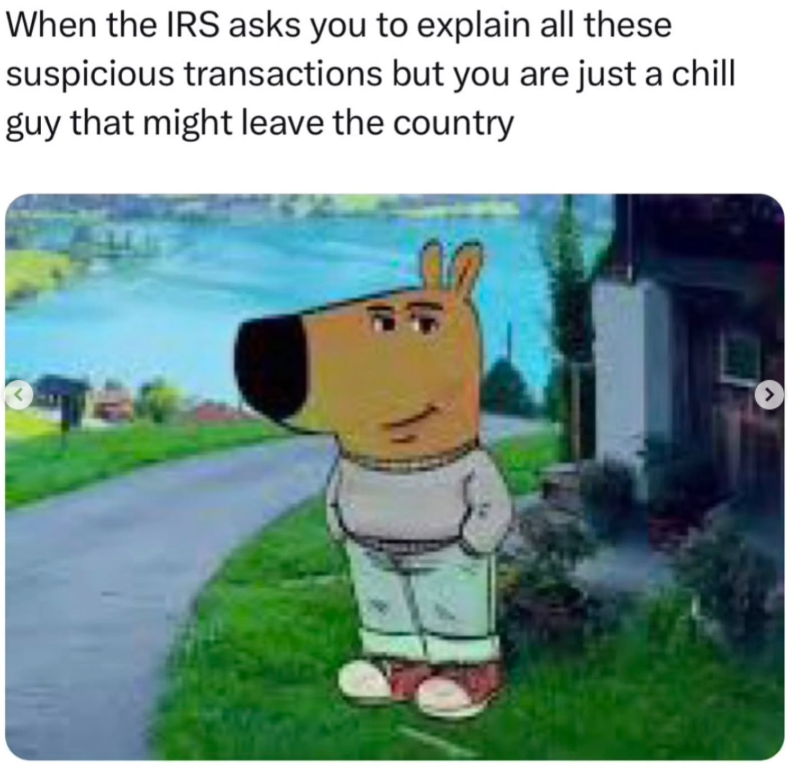 When the IRS asks you to explain all these
suspicious transactions but you are just a chill
guy that might leave the country